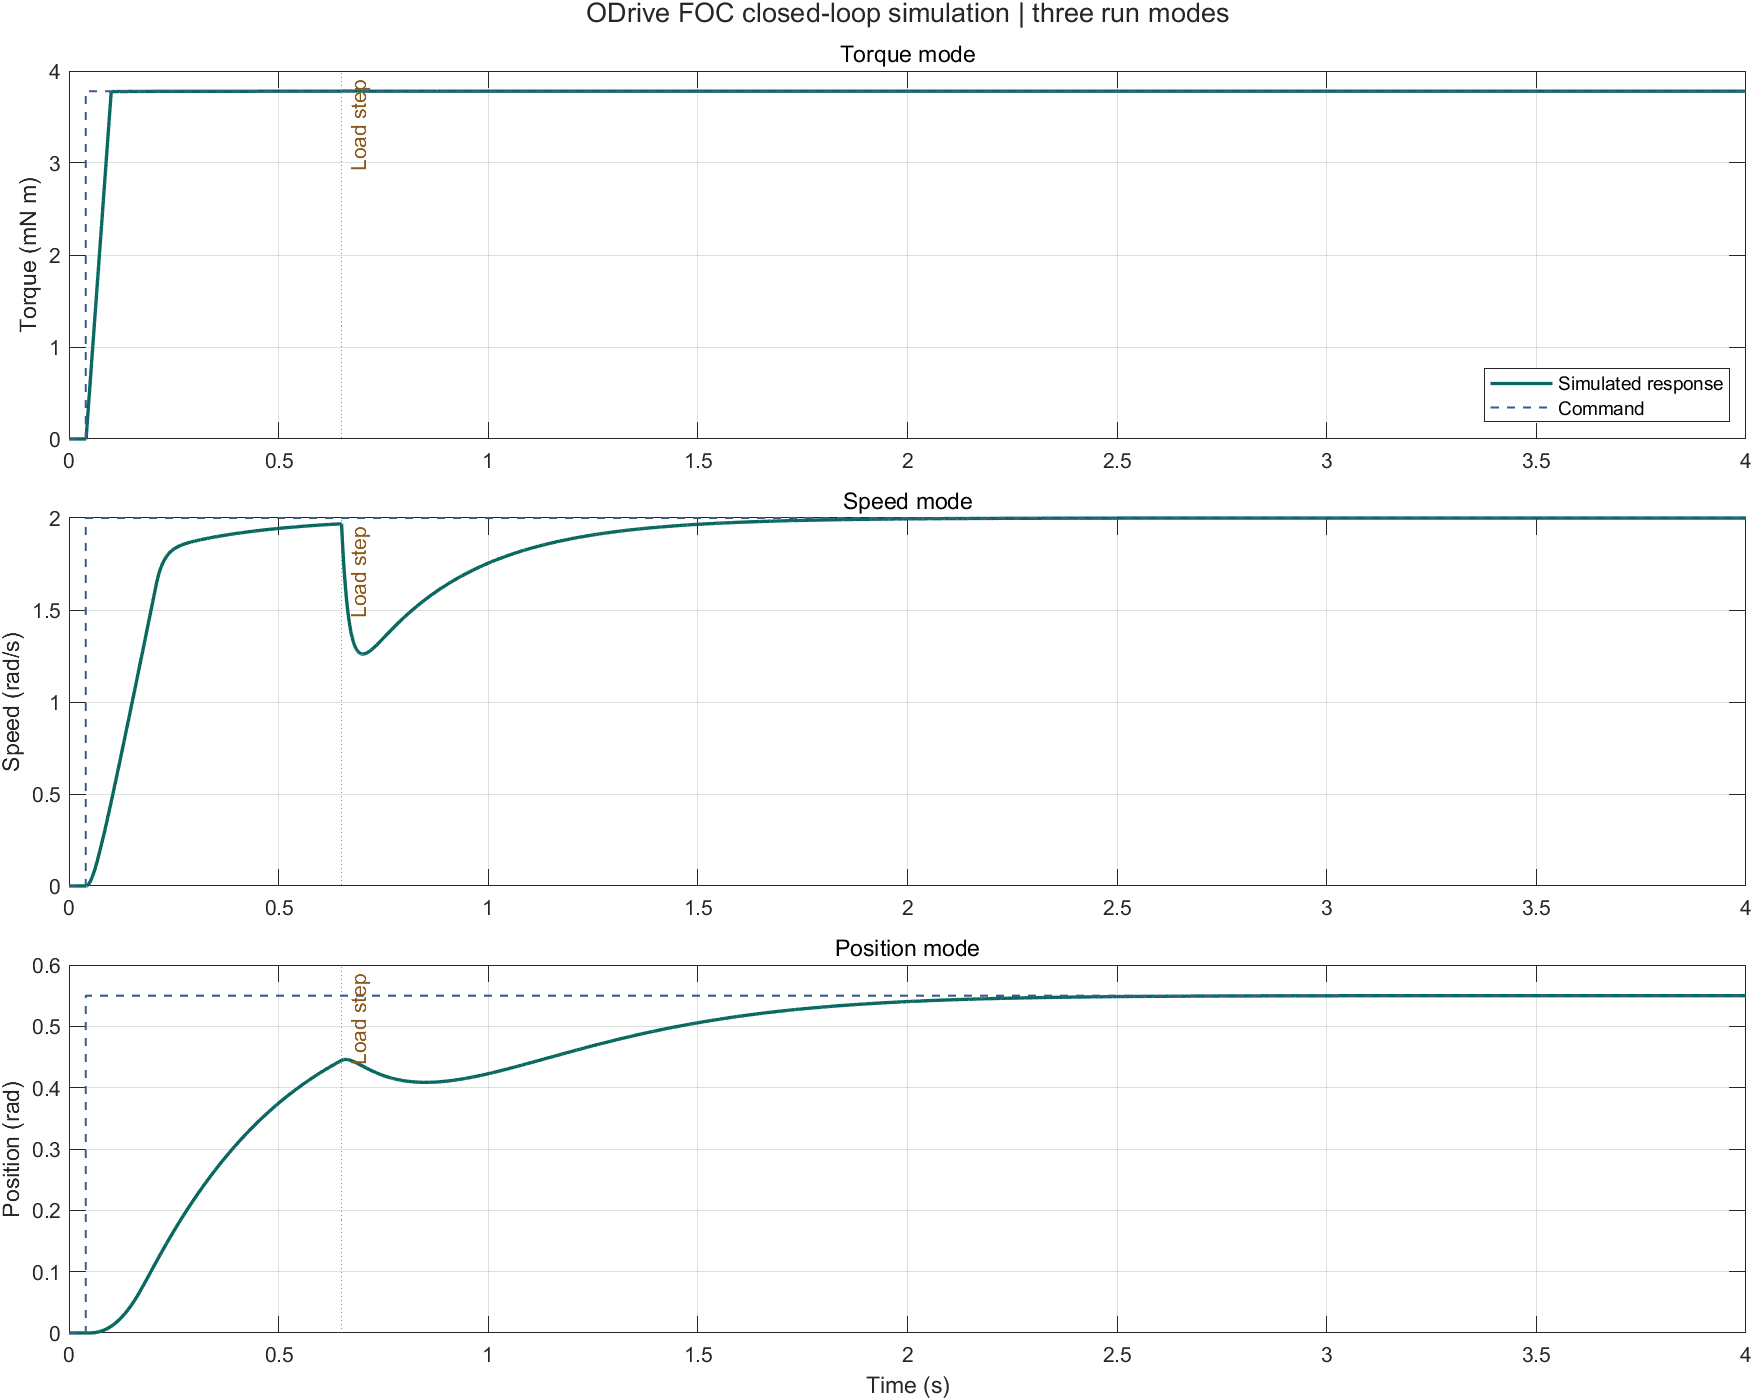 ODrive FOC closed-loop simulation | three run modes
Torque mode
Torque (mN m)
4
3
2
1
0
Load step
Simulated response
Command
0 0.5 1 1.5 2 2.5 3 3.5 4
Speed mode
Speed (rad/s)
2
1.5
1
0.5
0
Load step
0 0.5 1 1.5 2 2.5 3 3.5 4
Position mode
Position (rad)
0.6
0.5
0.4
0.3
0.2
0.1
0
Load step
0 0.5 1 1.5 2 2.5 3 3.5 4
Time (s)